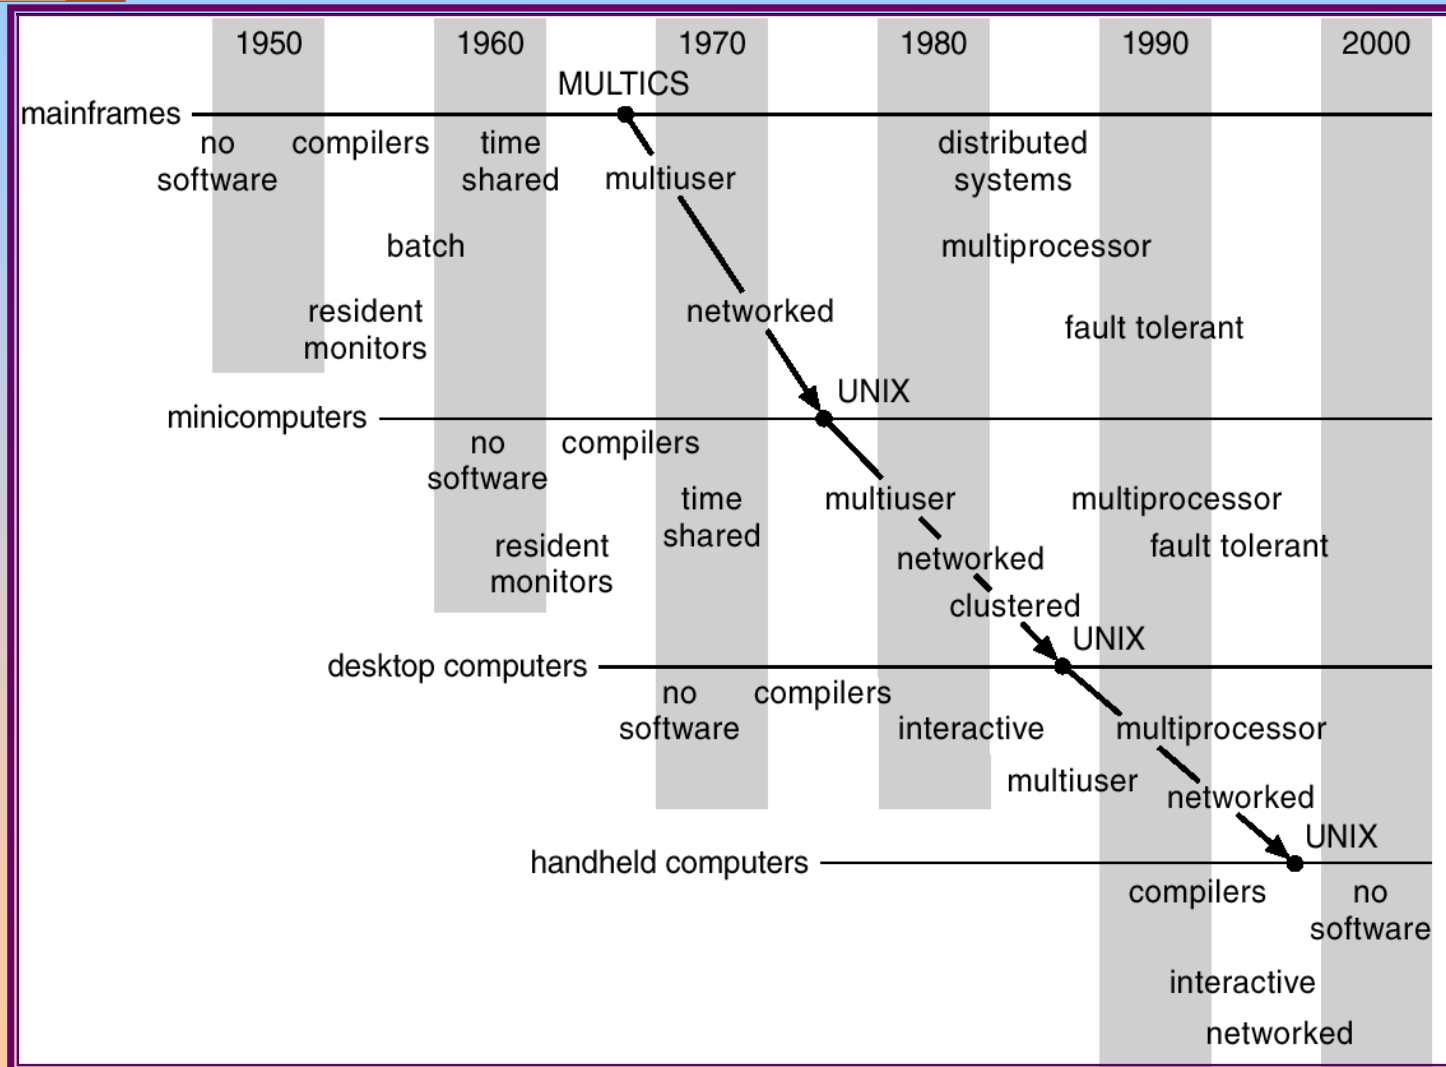 1950 1960 1970 1980 1990 2000
MULTICS
mainframes
no compilers time distributed
software shared multiuser systems
batch multiprocessor
resident networked fault tolerant
monitors
UNIX
minicomputers
no compilers
software
time multiuser multiprocessor
shared
resident networked fault tolerant
monitors
clustered
UNIX
desktop computers
no compilers
software interactive multiprocessor
multiuser
networked
UNIX
handheld computers
compilers no
software
interactive
networked